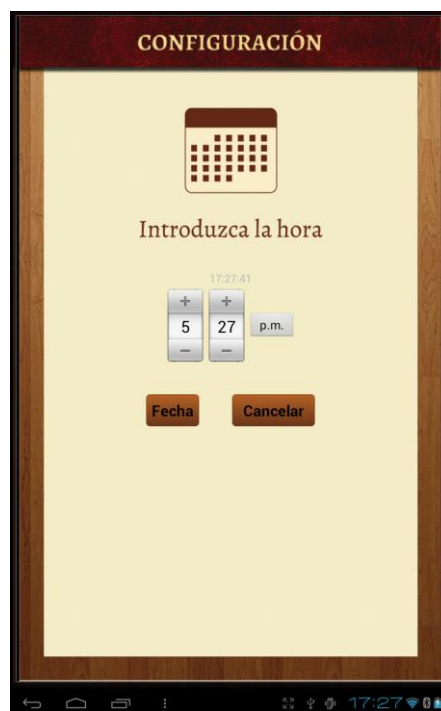 CONFIGURACIÓN
Introduzca la hora
17:27:41
+ +
5 27 p.m.
− −
Fecha Cancelar
17:27